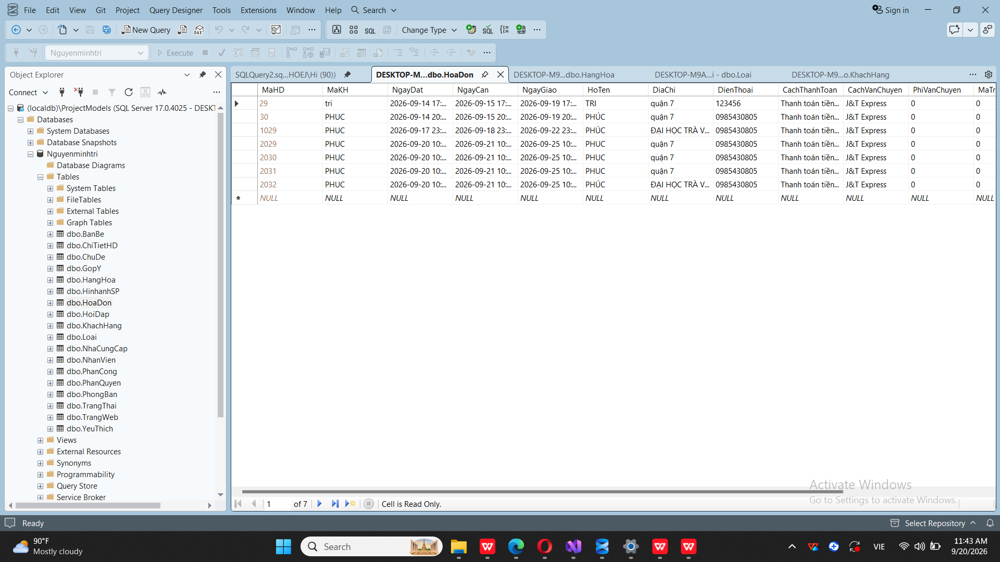 File Edit View Git Project Query Designer Tools Extensions Window Help Search Sign in
New Query SQL Change Type SQL
Nguyenminhtri Execute
Object Explorer
SQLQuery2.sq...HOEJ\Hi (90)) DESKTOP-M...dbo.HoaDon DESKTOP-M9...dbo.HangHoa DESKTOP-M9A...i - dbo.Loai DESKTOP-M9...o.KhachHang
Connect
(localdb)\ProjectModels (SQL Server 17.0.4025 - DESKT
Databases
System Databases
Database Snapshots
Nguyenminhtri
Database Diagrams
Tables
System Tables
FileTables
External Tables
Graph Tables
dbo.BanBe
dbo.ChiTietHD
dbo.ChuDe
dbo.GopY
dbo.HangHoa
dbo.HinhanhSP
dbo.HoaDon
dbo.HoiDap
dbo.KhachHang
dbo.Loai
dbo.NhaCungCap
dbo.NhanVien
dbo.PhanCong
dbo.PhanQuyen
dbo.PhongBan
dbo.TrangThai
dbo.TrangWeb
dbo.YeuThich
Views
External Resources
Synonyms
Programmability
Query Store
Service Broker
MaHD MaKH NgayDat NgayCan NgayGiao HoTen DiaChi DienThoai CachThanhToan CachVanChuyen PhiVanChuyen MaTr
29 tri 2026-09-14 17:... 2026-09-15 17:... 2026-09-19 17:... TRI quận 7 123456 Thanh toán tiền... J&T Express 0 0
30 PHUC 2026-09-14 20:... 2026-09-15 20:... 2026-09-19 20:... PHÚC quận 7 0985430805 Thanh toán tiền... J&T Express 0 0
1029 PHUC 2026-09-17 23:... 2026-09-18 23:... 2026-09-22 23:... PHÚC ĐẠI HỌC TRÀ V... 0985430805 Thanh toán tiền... J&T Express 0 0
2029 PHUC 2026-09-20 10:... 2026-09-21 10:... 2026-09-25 10:... PHUC quận 7 0985430805 Thanh toán tiền... J&T Express 0 0
2030 PHUC 2026-09-20 10:... 2026-09-21 10:... 2026-09-25 10:... PHUC quận 7 0985430805 Thanh toán tiền... J&T Express 0 0
2031 PHUC 2026-09-20 10:... 2026-09-21 10:... 2026-09-25 10:... PHUC quận 7 0985430805 Thanh toán tiền... J&T Express 0 0
2032 PHUC 2026-09-20 10:... 2026-09-21 10:... 2026-09-25 10:... PHÚC ĐẠI HỌC TRÀ V... 0985430805 Thanh toán tiền... J&T Express 0 0
NULL NULL NULL NULL NULL NULL NULL NULL NULL NULL NULL NULL
Activate Windows
Go to Settings to activate Windows.
1 of 7 Cell is Read Only.
Ready Select Repository
90°F
Mostly cloudy
Search
VIE
11:43 AM
9/20/2026